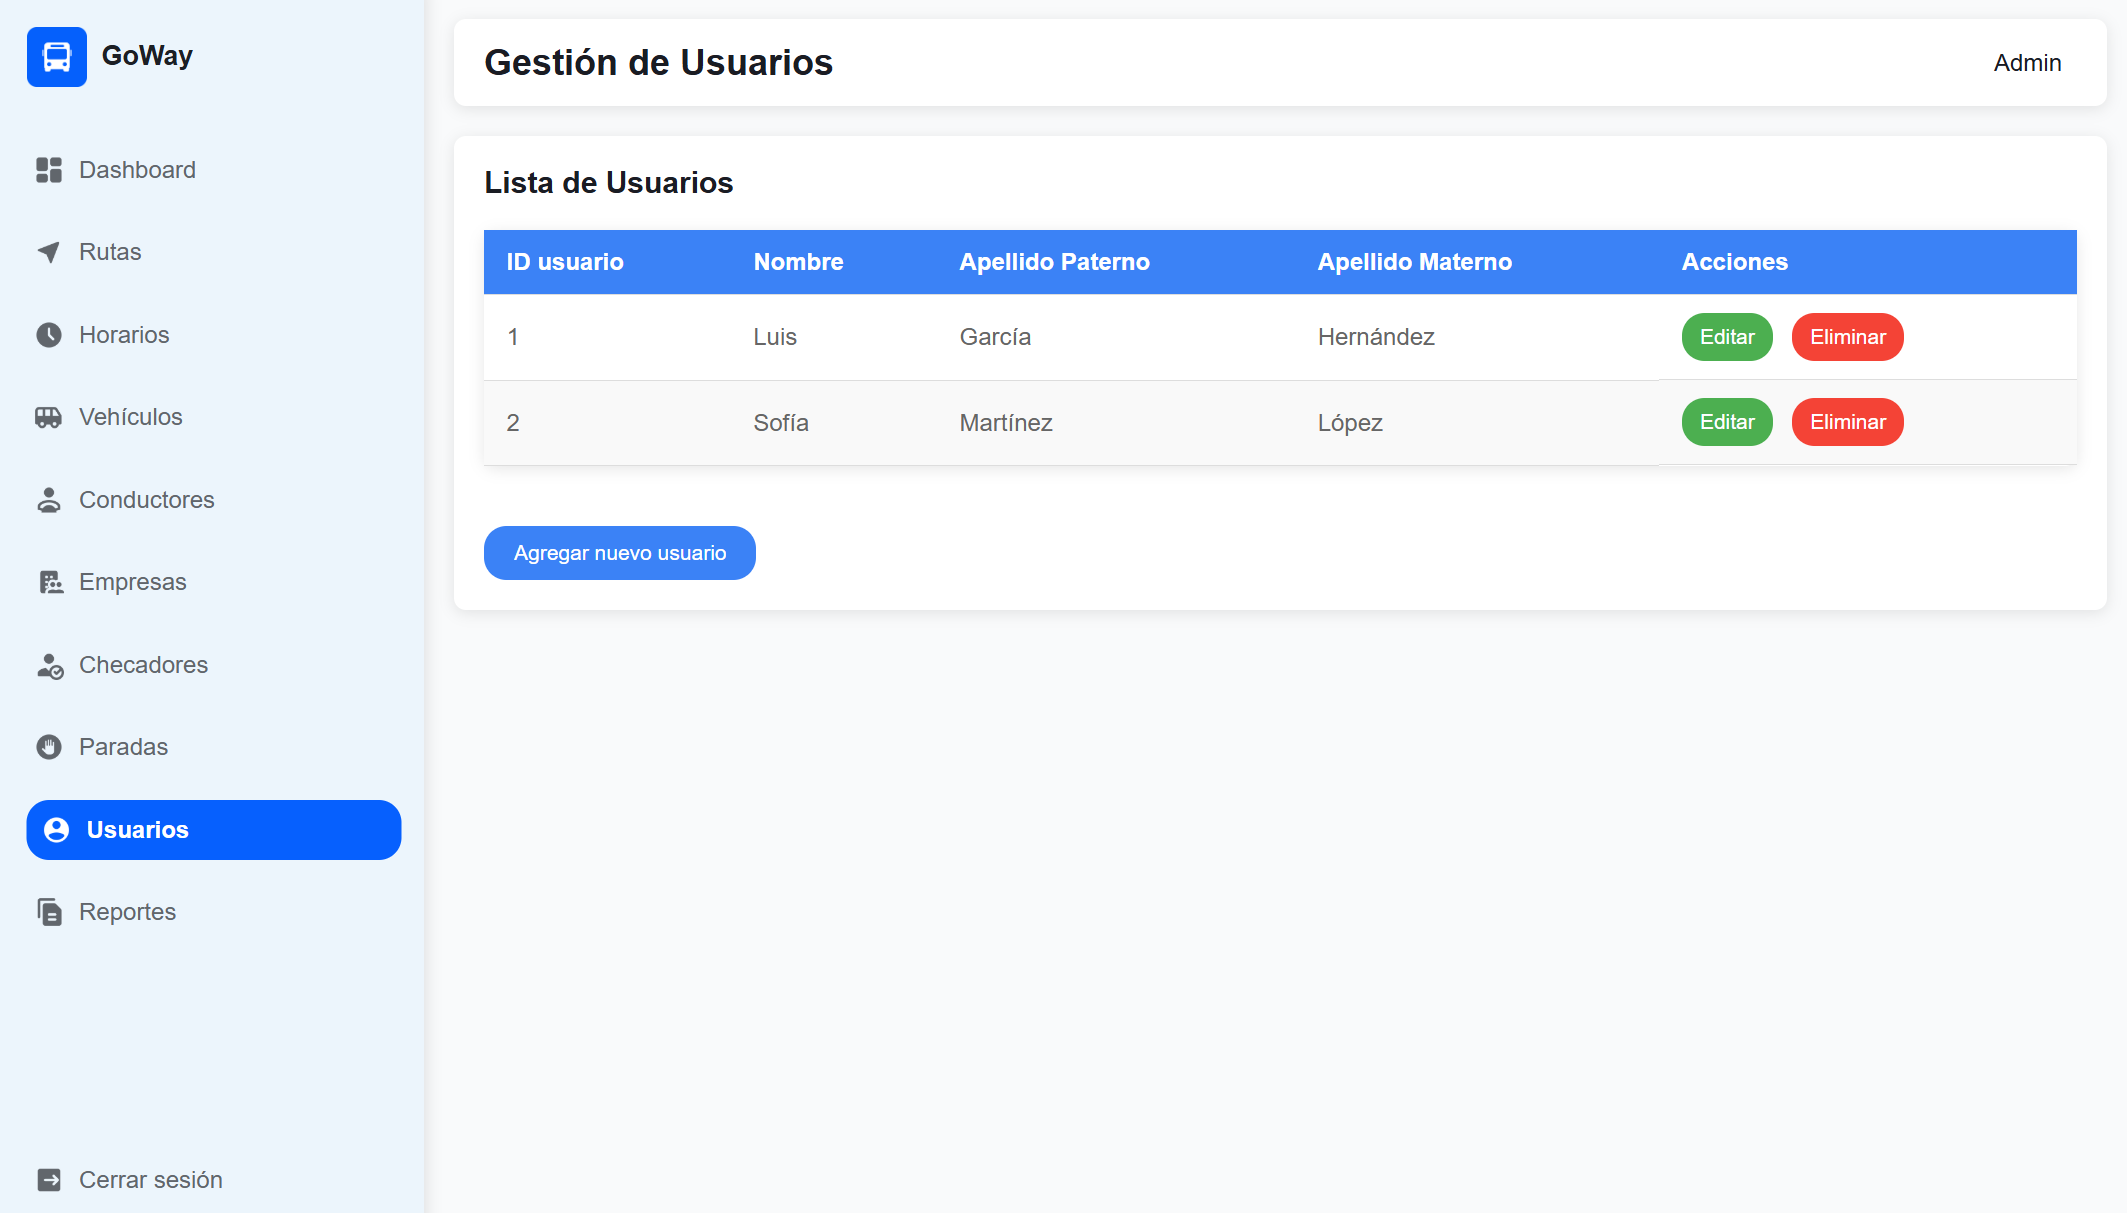 GoWay
Dashboard
Rutas
Horarios
Vehículos
Conductores
Empresas
Checadores
Paradas
Usuarios
Reportes
Cerrar sesión
Gestión de Usuarios
Admin
Lista de Usuarios
ID usuario Nombre Apellido Paterno Apellido Materno Acciones
1 Luis García Hernández Editar Eliminar
2 Sofía Martínez López Editar Eliminar
Agregar nuevo usuario